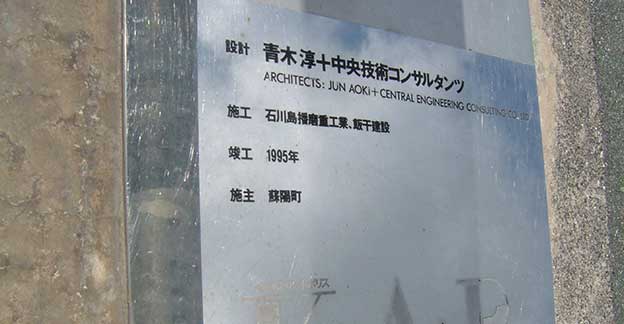 設計 青木淳+中央技術コンサルタンツ
ARCHITECTS: JUN AOKI + CENTRAL ENGINEERING CONSULTING CO., LTD
施工 石川島播磨重工業、飯干建設
竣工 1995年
施主 蘇陽町
KAP